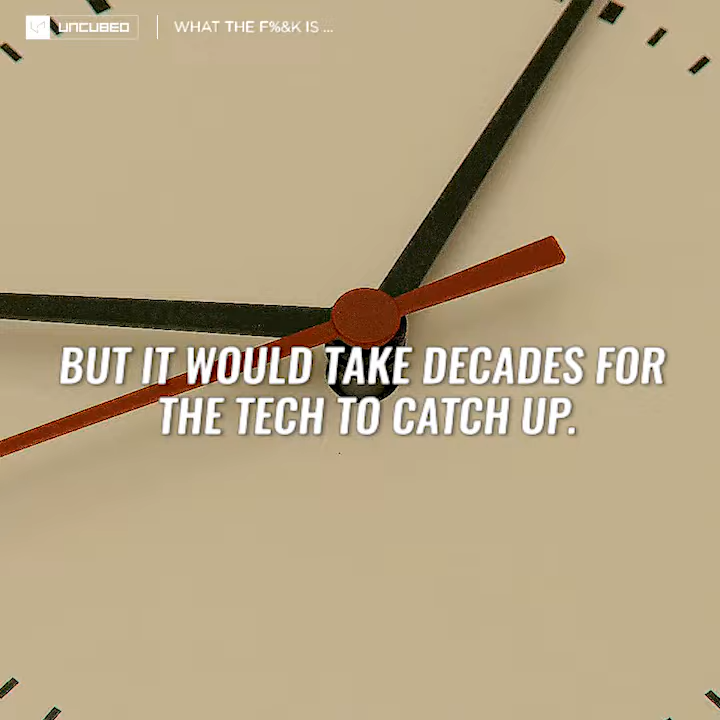 UNCUBED WHAT THE F%&K IS ...
BUT IT WOULD TAKE DECADES FOR
THE TECH TO CATCH UP.